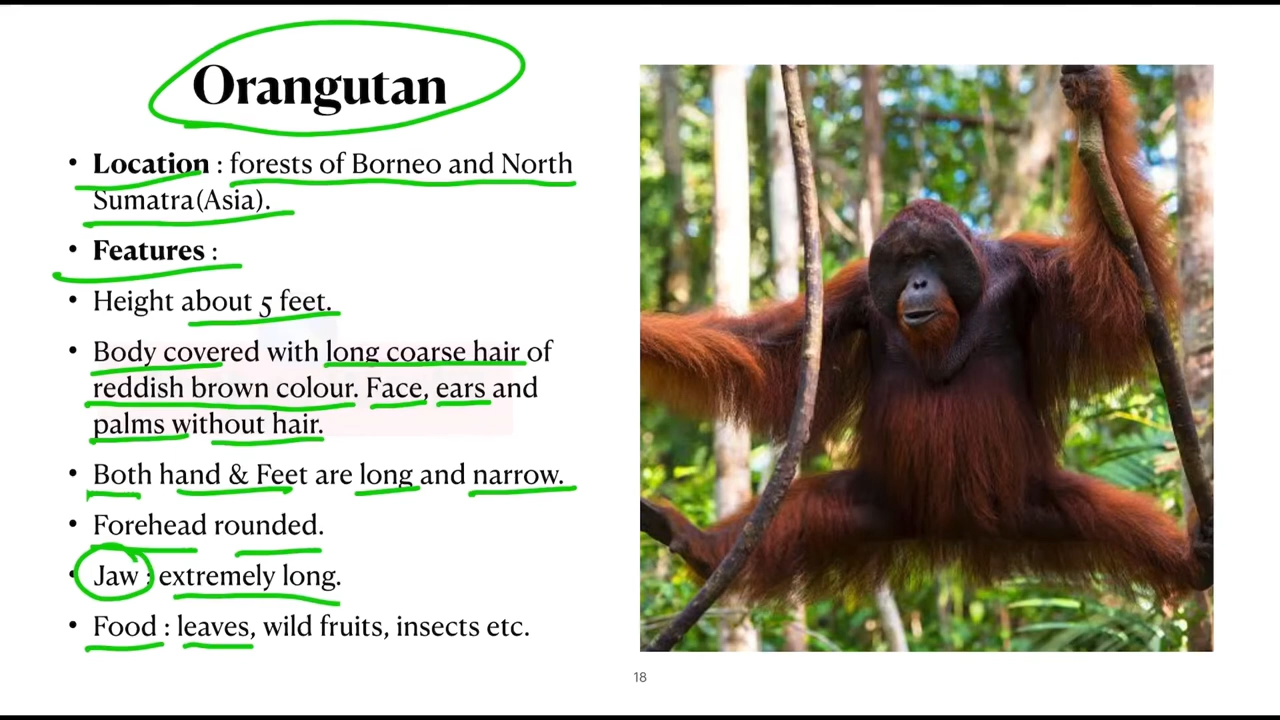 Orangutan
• Location : forests of Borneo and North
Sumatra(Asia).
• Features :
• Height about 5 feet.
• Body covered with long coarse hair of
reddish brown colour. Face, ears and
palms without hair.
• Both hand & Feet are long and narrow.
• Forehead rounded.
• Jaw : extremely long.
• Food : leaves, wild fruits, insects etc.
18